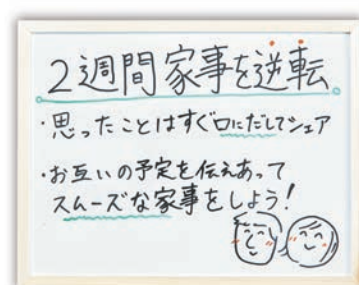 2週間家事を逆転
・思ったことはすぐ口にだしてシェア
・お互いの予定を伝えあって
スムーズな家事をしよう!